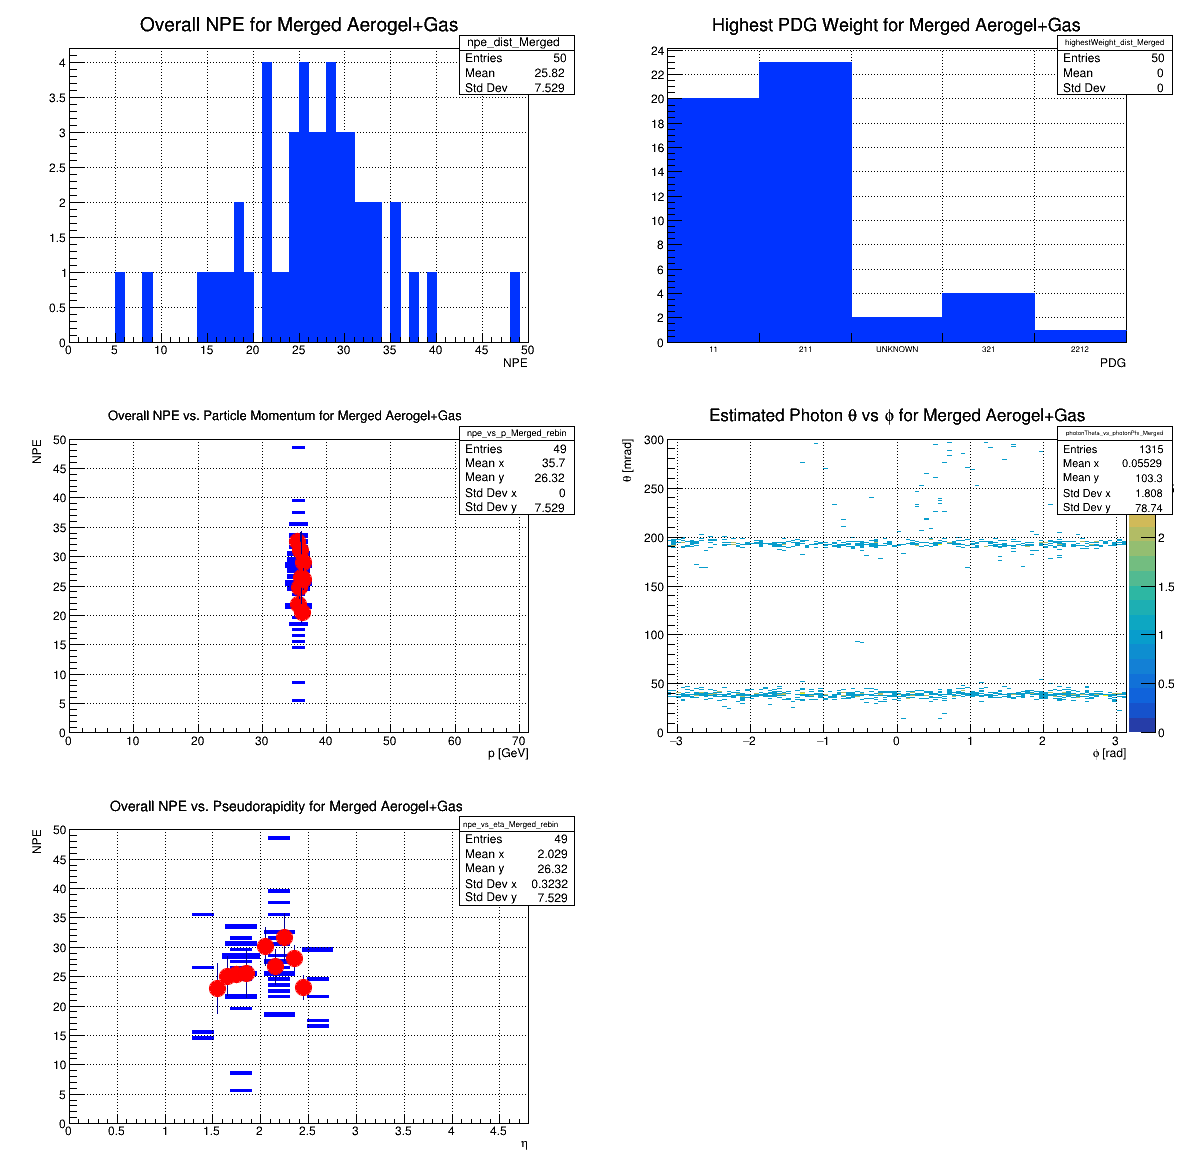 Overall NPE for Merged Aerogel+Gas
npe_dist_Merged
Entries 50
Mean 25.82
Std Dev 7.529
4
3.5
3
2.5
2
1.5
1
0.5
0
0 5 10 15 20 25 30 35 40 45 50
NPE
Highest PDG Weight for Merged Aerogel+Gas
highestWeight_dist_Merged
Entries 50
Mean 0
Std Dev 0
24
22
20
18
16
14
12
10
8
6
4
2
0
11 211 UNKNOWN 321 2212
PDG
Overall NPE vs. Particle Momentum for Merged Aerogel+Gas
npe_vs_p_Merged_rebin
Entries 49
Mean x 35.7
Mean y 26.32
Std Dev x 0
Std Dev y 7.529
NPE
50
45
40
35
30
25
20
15
10
5
0
0 10 20 30 40 50 60 70
p [GeV]
Estimated Photon θ vs ϕ for Merged Aerogel+Gas
photonTheta_vs_photonPhi_Merged
Entries 1315
Mean x 0.05529
Mean y 103.3
Std Dev x 1.808
Std Dev y 78.74
θ [mrad]
300
250
200
150
100
50
0
−3 −2 −1 0 1 2 3
ϕ [rad]
2
1.5
1
0.5
0
Overall NPE vs. Pseudorapidity for Merged Aerogel+Gas
npe_vs_eta_Merged_rebin
Entries 49
Mean x 2.029
Mean y 26.32
Std Dev x 0.3232
Std Dev y 7.529
NPE
50
45
40
35
30
25
20
15
10
5
0
0 0.5 1 1.5 2 2.5 3 3.5 4 4.5
η